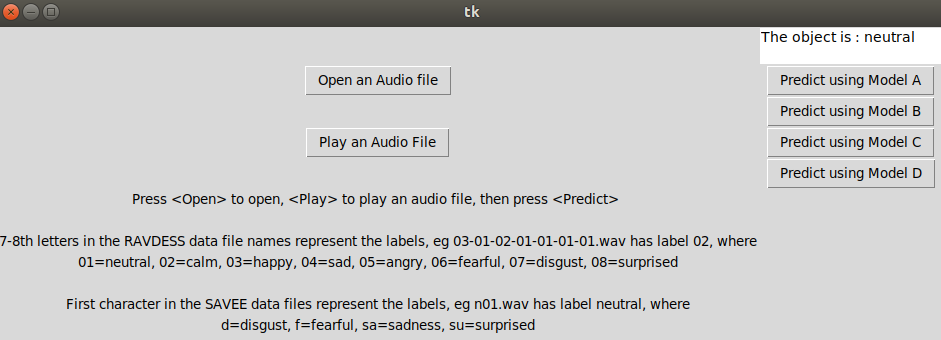 tk
The object is : neutral
Open an Audio file
Predict using Model A
Predict using Model B
Play an Audio File
Predict using Model C
Predict using Model D
Press <Open> to open, <Play> to play an audio file, then press <Predict>
7-8th letters in the RAVDESS data file names represent the labels, eg 03-01-02-01-01-01-01.wav has label 02, where
01=neutral, 02=calm, 03=happy, 04=sad, 05=angry, 06=fearful, 07=disgust, 08=surprised
First character in the SAVEE data files represent the labels, eg n01.wav has label neutral, where
d=disgust, f=fearful, sa=sadness, su=surprised